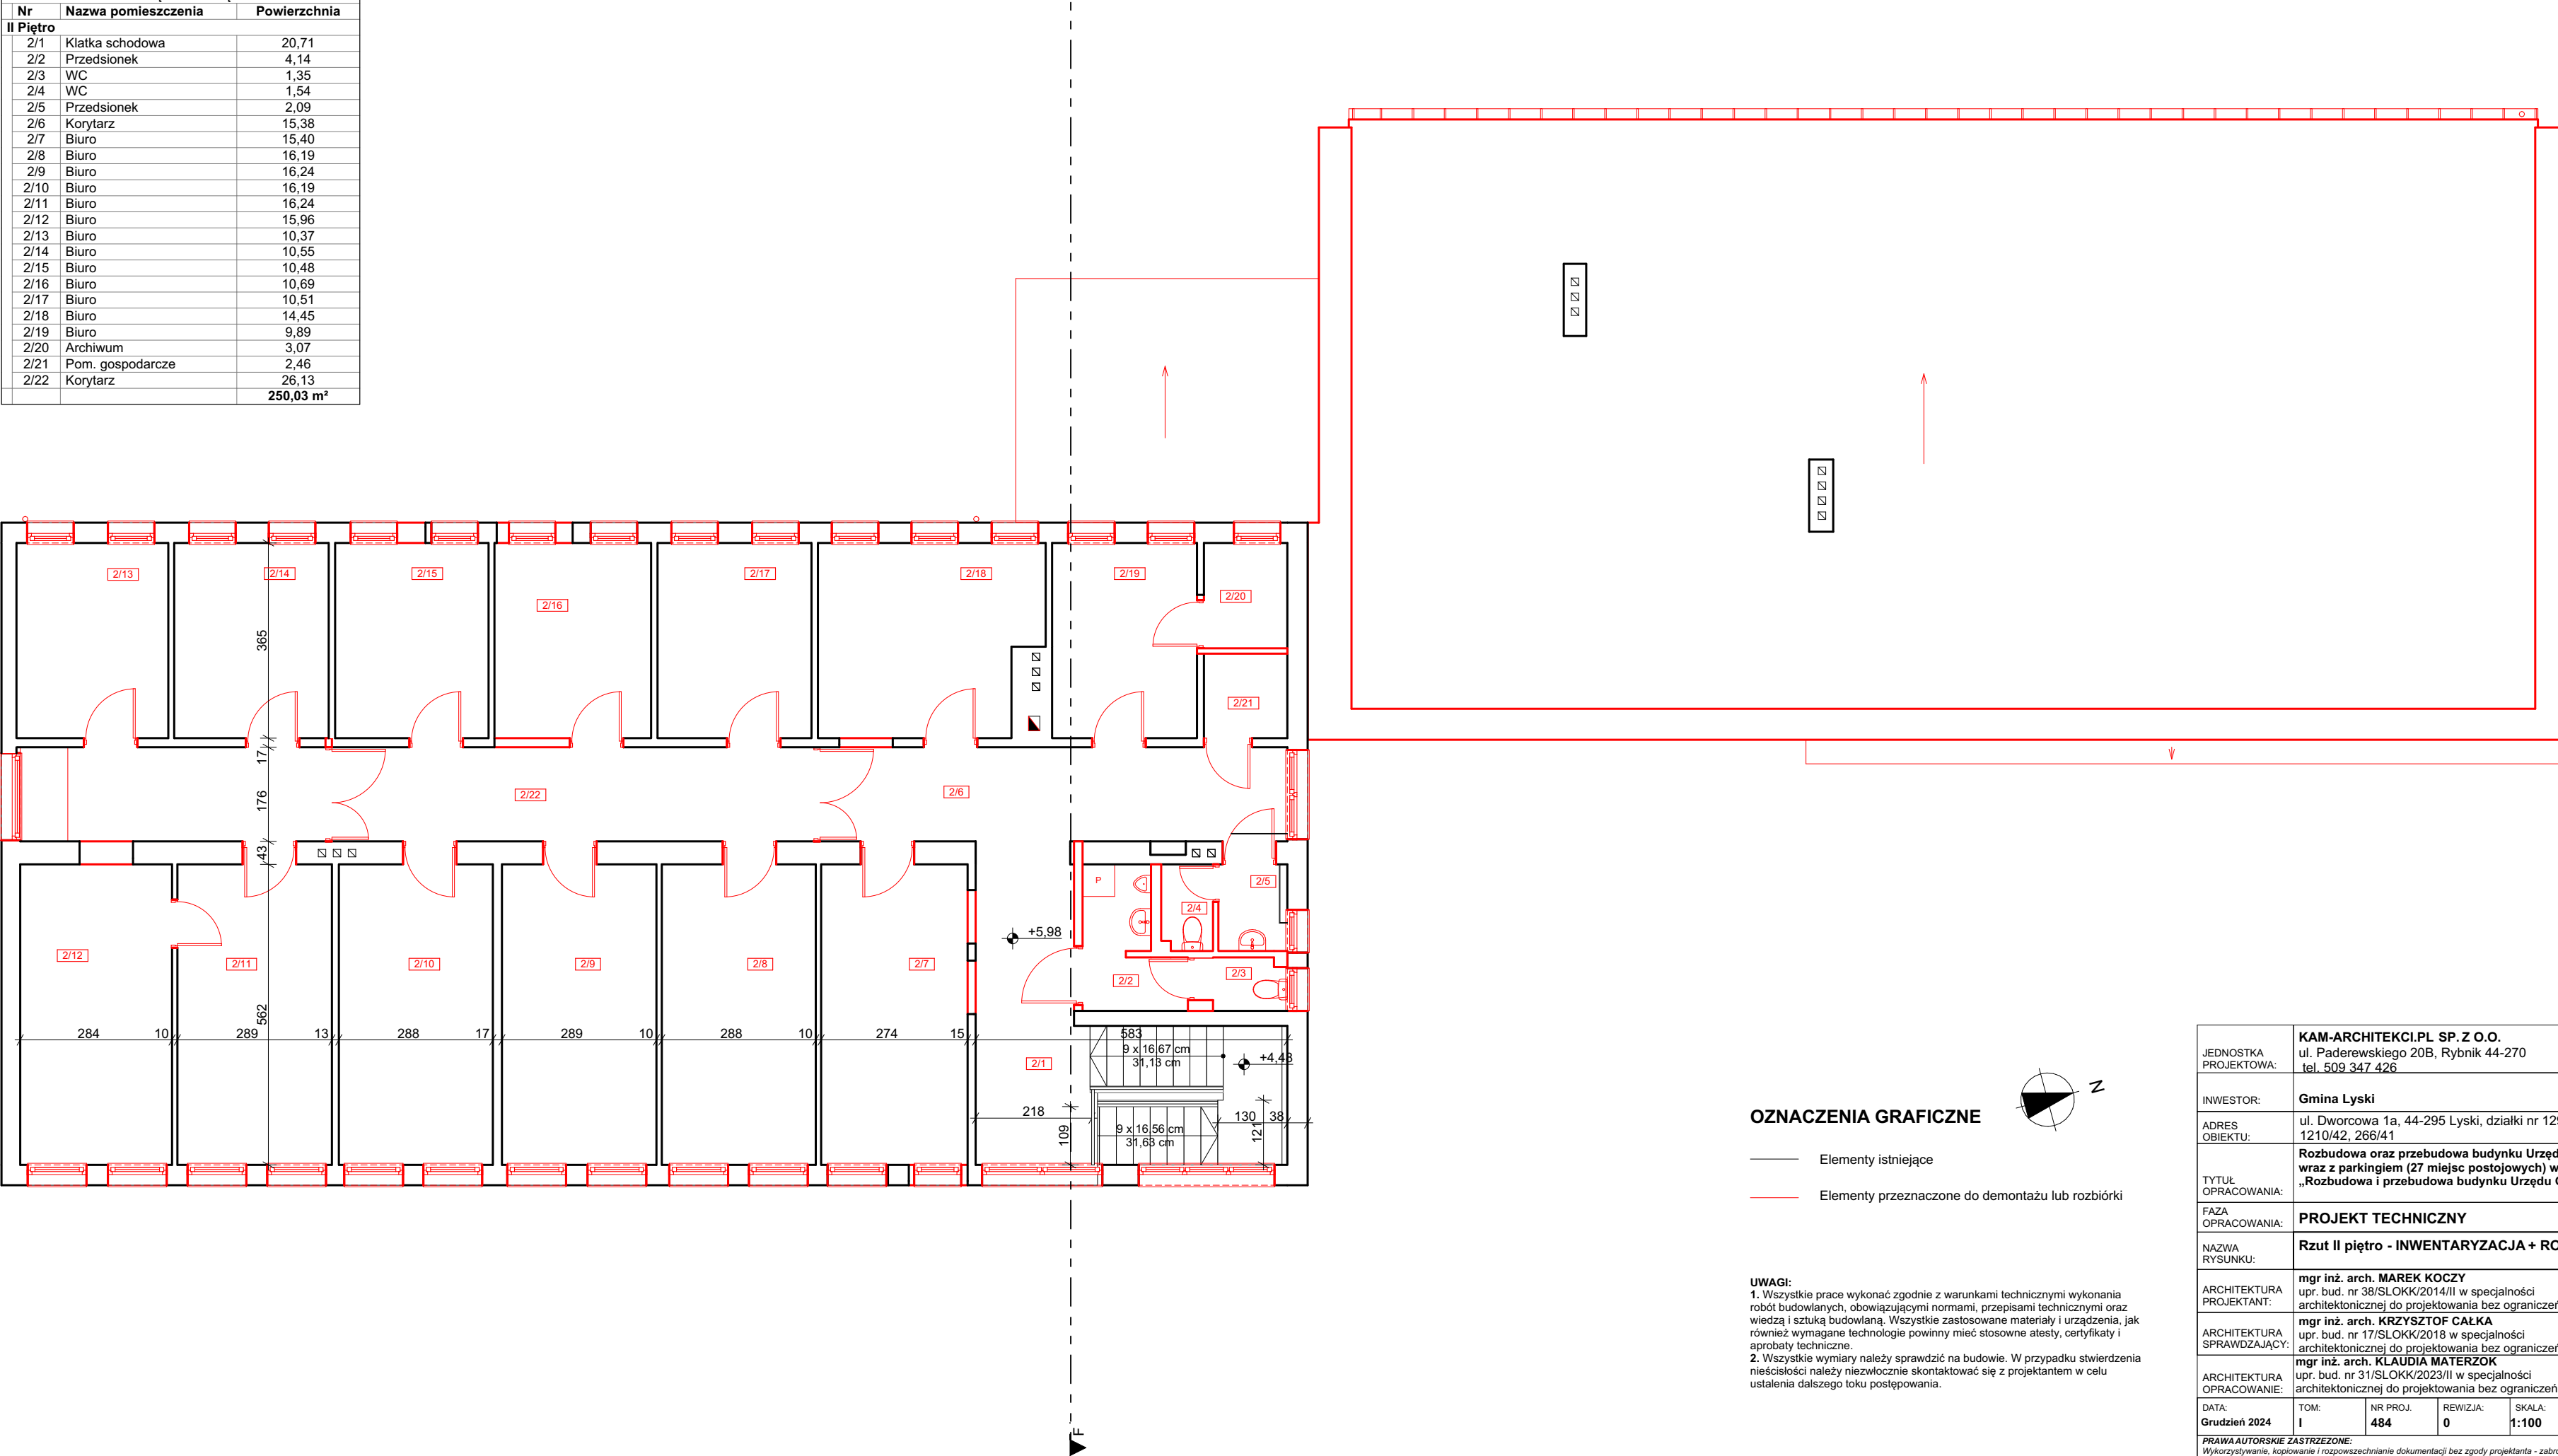 Nr Nazwa pomieszczenia Powierzchnia
II Piętro
2/1 Klatka schodowa 20,71
2/2 Przedsionek 4,14
2/3 WC 1,35
2/4 WC 1,54
2/5 Przedsionek 2,09
2/6 Korytarz 15,38
2/7 Biuro 15,40
2/8 Biuro 16,19
2/9 Biuro 16,24
2/10 Biuro 16,19
2/11 Biuro 16,24
2/12 Biuro 15,96
2/13 Biuro 10,37
2/14 Biuro 10,55
2/15 Biuro 10,48
2/16 Biuro 10,69
2/17 Biuro 10,51
2/18 Biuro 14,45
2/19 Biuro 9,89
2/20 Archiwum 3,07
2/21 Pom. gospodarcze 2,46
2/22 Korytarz 26,13
250,03 m²
2/13 2/14 2/15 2/17 2/18 2/19
2/16 2/20
365
2/21
17
176
2/22 2/6
43
P
2/5
2/4
+5,98
2/12 2/11 2/10 2/9 2/8 2/7
2/3
2/2
562
284 10 289 13 288 17 289 10 288 10 274 15 583
9 x 16,67 cm
31,13 cm
+4,48
2/1
218 130 38
109
9 x 16,56 cm
31,63 cm
121
F
OZNACZENIA GRAFICZNE
N
Elementy istniejące
Elementy przeznaczone do demontażu lub rozbiórki
UWAGI:
1. Wszystkie prace wykonać zgodnie z warunkami technicznymi wykonania
robót budowlanych, obowiązującymi normami, przepisami technicznymi oraz
wiedzą i sztuką budowlaną. Wszystkie zastosowane materiały i urządzenia, jak
również wymagane technologie powinny mieć stosowne atesty, certyfikaty i
aprobaty techniczne.
2. Wszystkie wymiary należy sprawdzić na budowie. W przypadku stwierdzenia
nieścisłości należy niezwłocznie skontaktować się z projektantem w celu
ustalenia dalszego toku postępowania.
JEDNOSTKA
PROJEKTOWA:
KAM-ARCHITEKCI.PL SP. Z O.O.
ul. Paderewskiego 20B, Rybnik 44-270
tel. 509 347 426
INWESTOR:
Gmina Lyski
ADRES
OBIEKTU:
ul. Dworcowa 1a, 44-295 Lyski, działki nr
1210/42, 266/41
TYTUŁ
OPRACOWANIA:
Rozbudowa oraz przebudowa budynku
wraz z parkingiem (27 miejsc postojowych) w
„Rozbudowa i przebudowa budynku Urzędu
FAZA
OPRACOWANIA:
PROJEKT TECHNICZNY
NAZWA
RYSUNKU:
Rzut II piętro - INWENTARYZACJA +
ARCHITEKTURA
PROJEKTANT:
mgr inż. arch. MAREK KOCZY
upr. bud. nr 38/SLOKK/2014/II w specjalności
architektonicznej do projektowania bez ograniczeń
ARCHITEKTURA
SPRAWDZAJĄCY:
mgr inż. arch. KRZYSZTOF CAŁKA
upr. bud. nr 17/SLOKK/2018 w specjalności
architektonicznej do projektowania bez ograniczeń
ARCHITEKTURA
OPRACOWANIE:
mgr inż. arch. KLAUDIA MATERZOK
upr. bud. nr 31/SLOKK/2023/II w specjalności
architektonicznej do projektowania bez ograniczeń
DATA: TOM: NR PROJ. REWIZJA: SKALA:
Grudzień 2024 I 484 0 1:100
PRAWA AUTORSKIE ZASTRZEŻONE:
Wykorzystywanie, kopiowanie i rozpowszechnianie dokumentacji bez zgody projektanta -